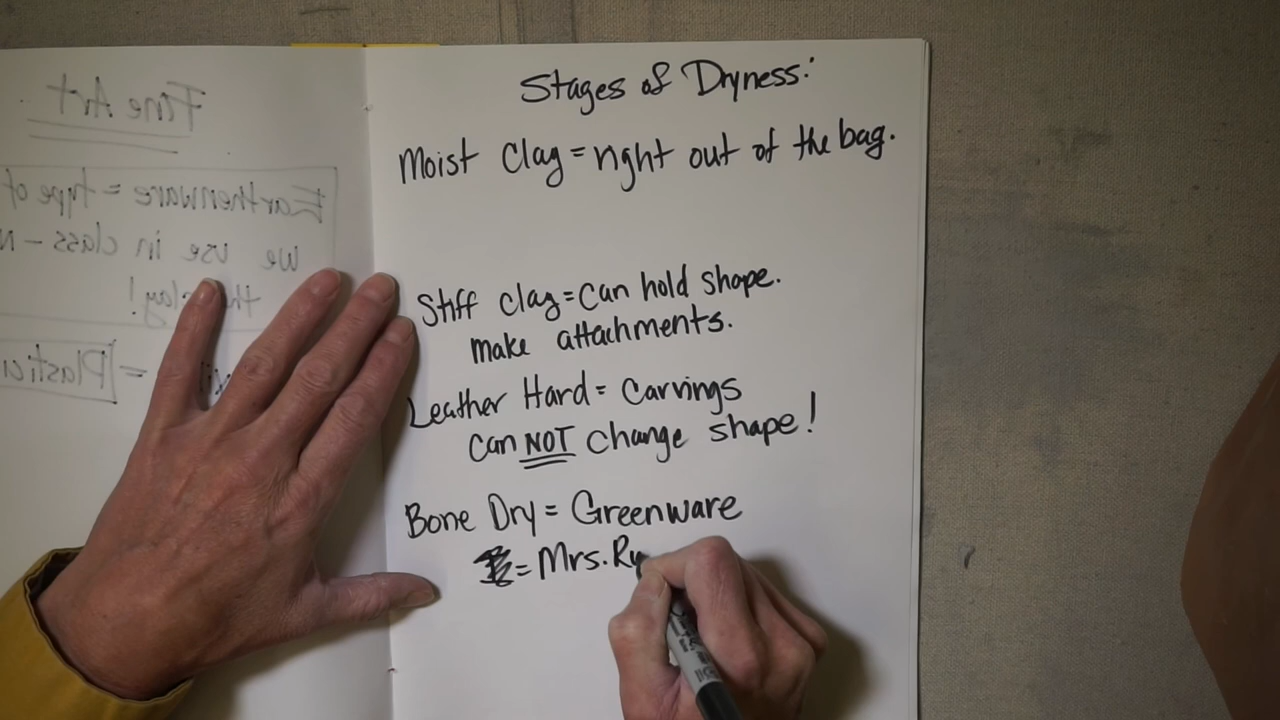 Stages of Dryness:
Moist Clay = right out of the bag.
Stiff clay = Can hold shape.
make attachments.
Leather Hard = Carvings
Can NOT change shape!
Bone Dry = Greenware
= Mrs. Ry
Fine Art
Earthenware = type of
we use in class - N
clay!
= Plastici